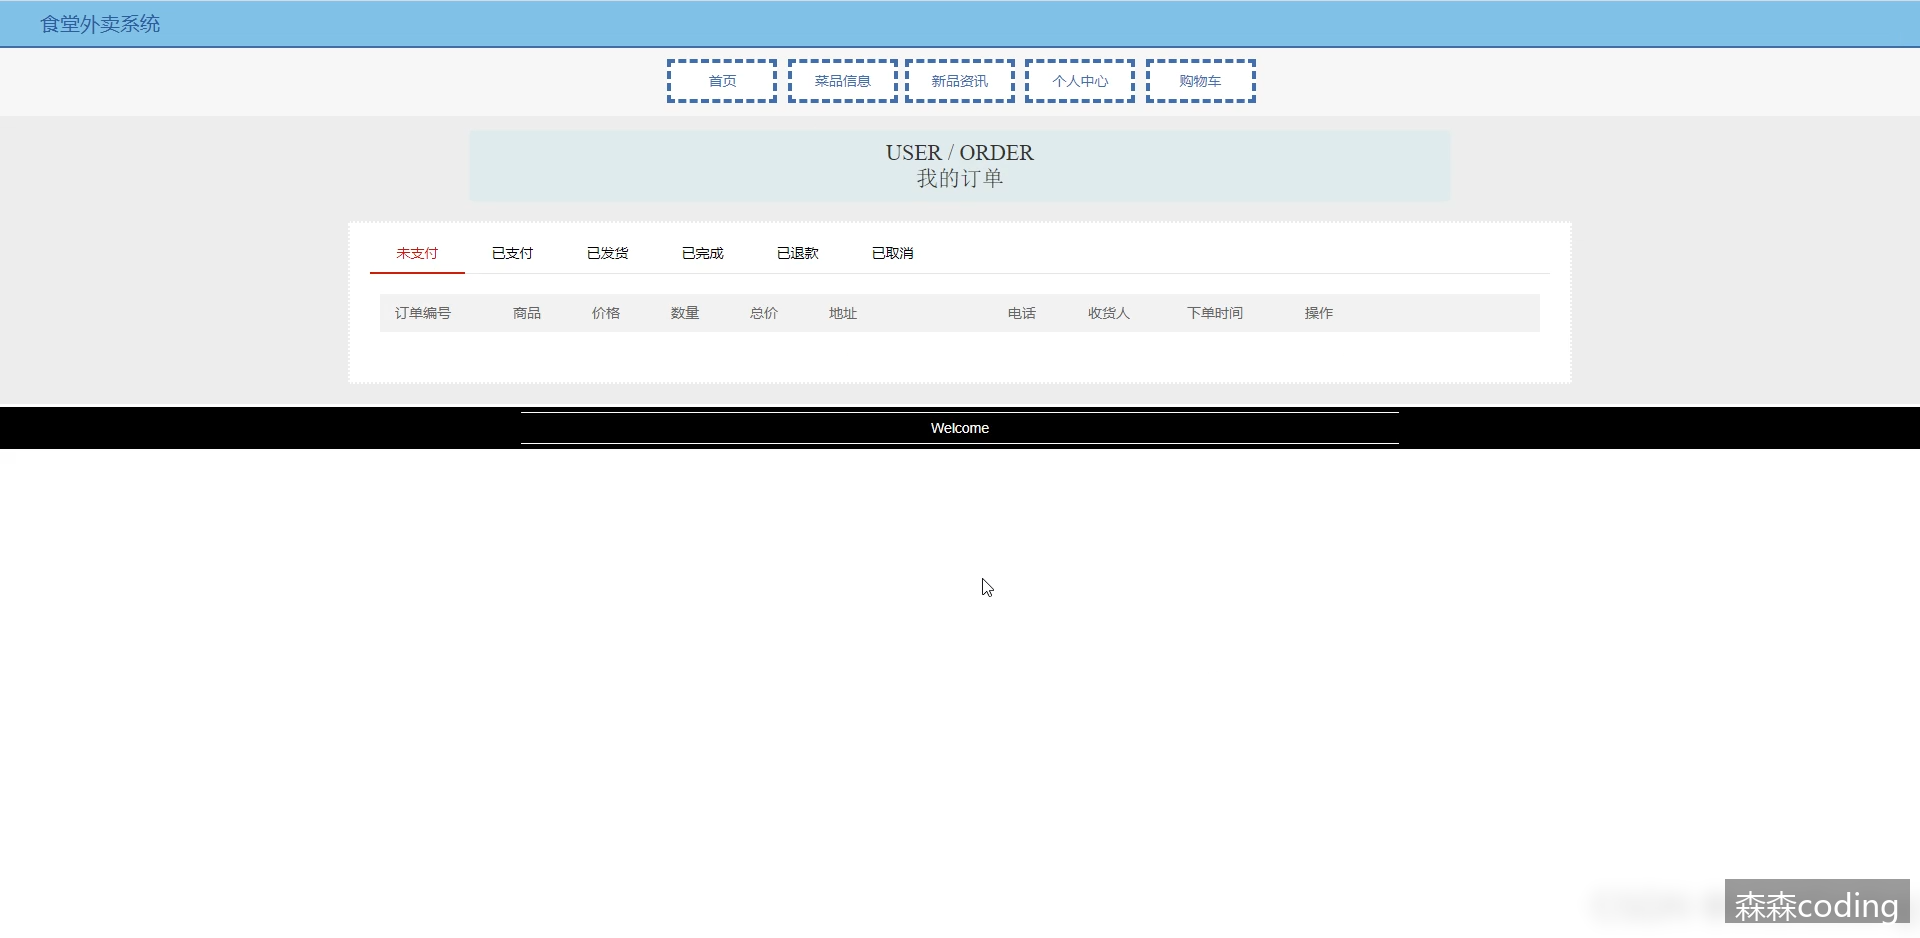 食堂外卖系统
首页 菜品信息 新品资讯 个人中心 购物车
USER / ORDER
我的订单
未支付 已支付 已发货 已完成 已退款 已取消
订单编号 商品 价格 数量 总价 地址 电话 收货人 下单时间 操作
Welcome
森森coding